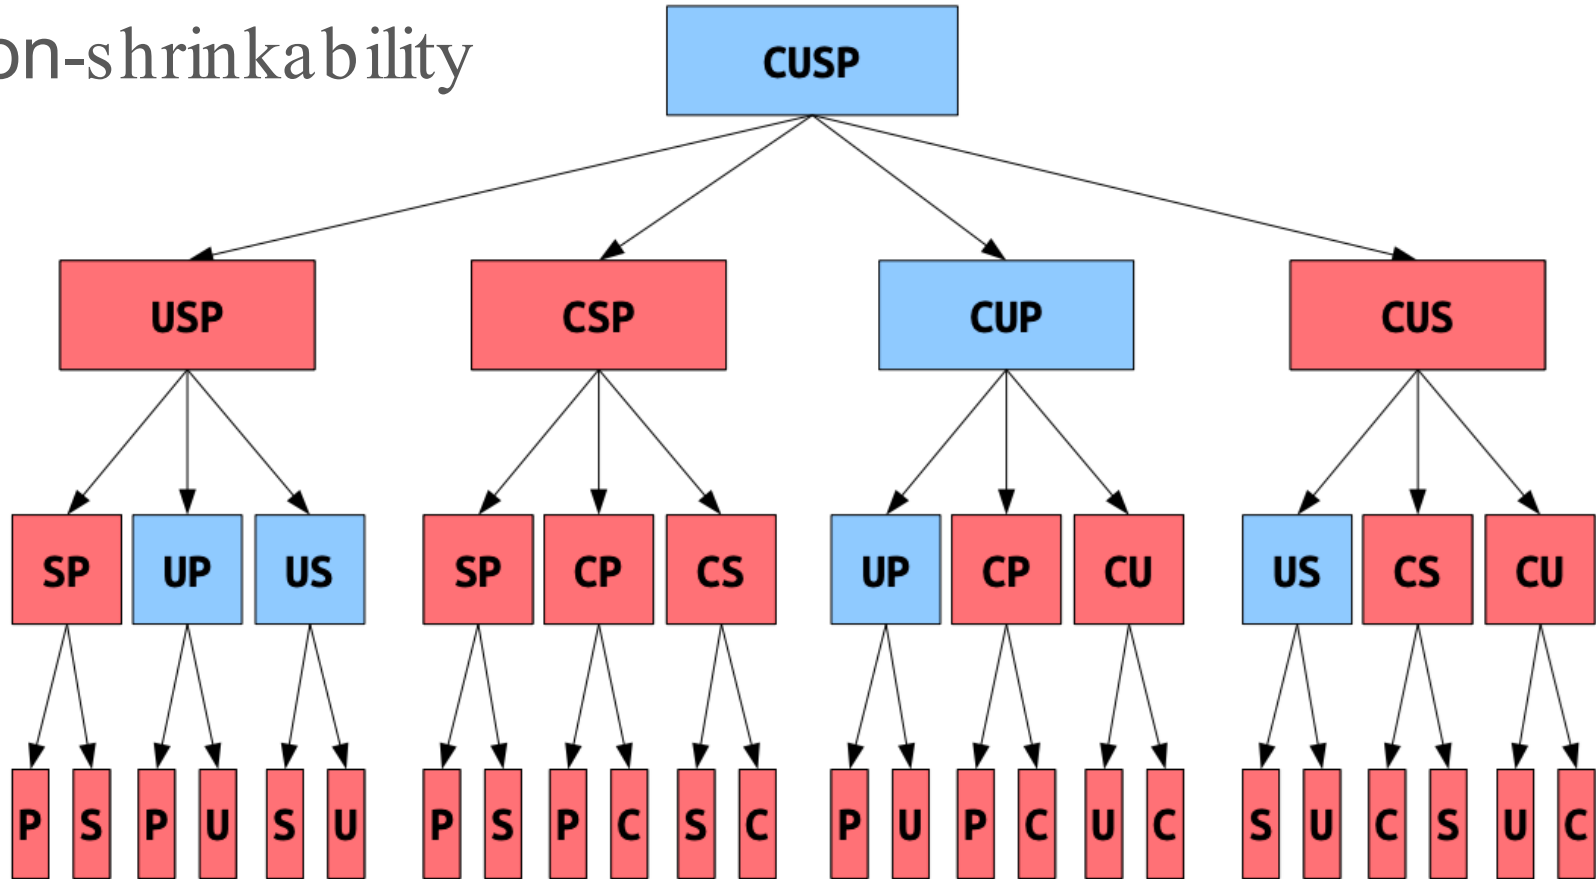 on-shrinkability
CUSP
USP CSP CUP CUS
SP UP US SP CP CS UP CP CU US CS CU
P S P U S U P S P C S C P U P C U C S U C S U C